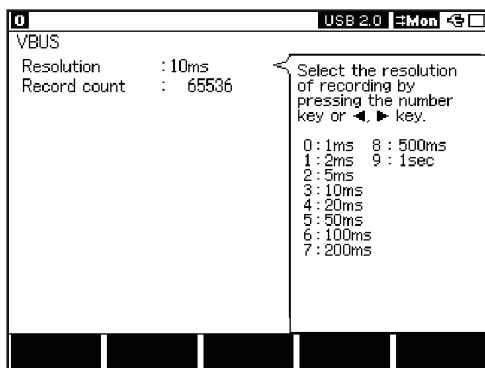 0 USB 2.0 ⇄Mon
VBUS
Resolution :10ms
Record count : 65536
Select the resolution
of recording by
pressing the number
key or ◀, ▶ key.
0:1ms 8:500ms
1:2ms 9:1sec
2:5ms
3:10ms
4:20ms
5:50ms
6:100ms
7:200ms